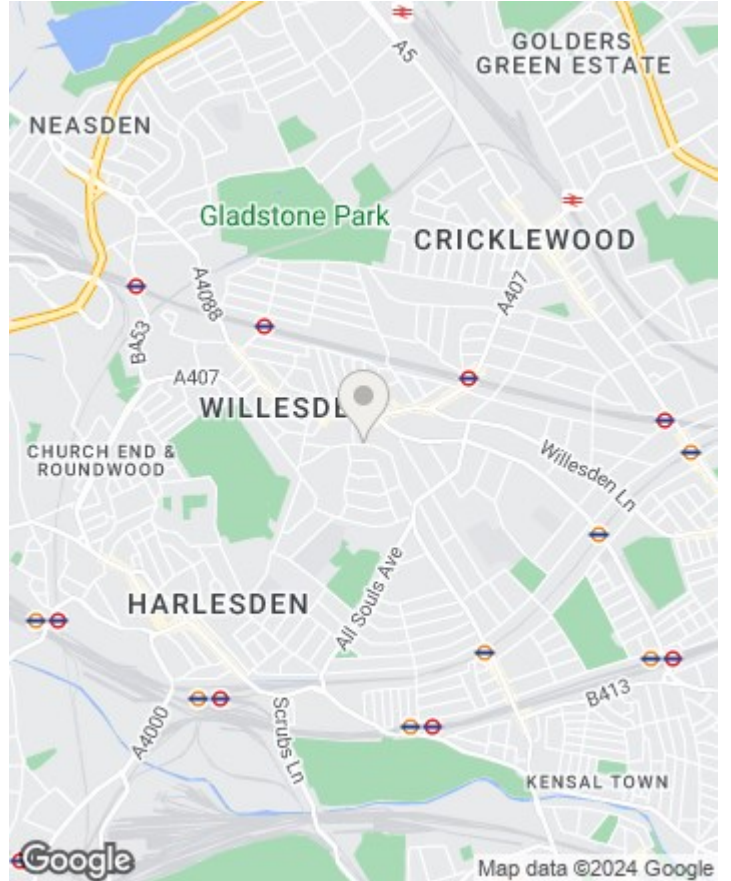 A5
GOLDERS
GREEN ESTATE
NEASDEN
Gladstone Park
CRICKLEWOOD
A4088
A407
B453
A407
WILLESDE
CHURCH END &
ROUNDWOOD
Willesden Ln
All Souls Ave
HARLESDEN
B413
A4000
Scrubs Ln
KENSAL TOWN
Google
Map data ©2024 Google